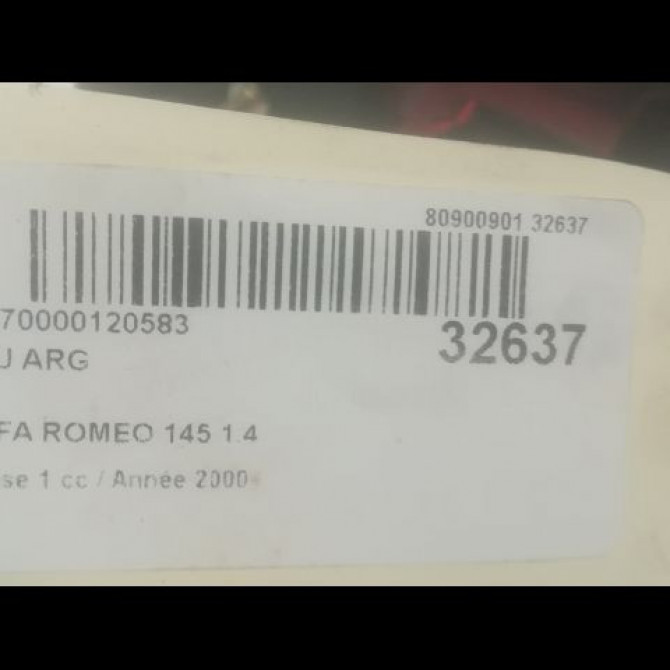 80900901 32637
70000120583
32637
J ARG
FA ROMEO 145 1.4
se 1 cc / Année 2000